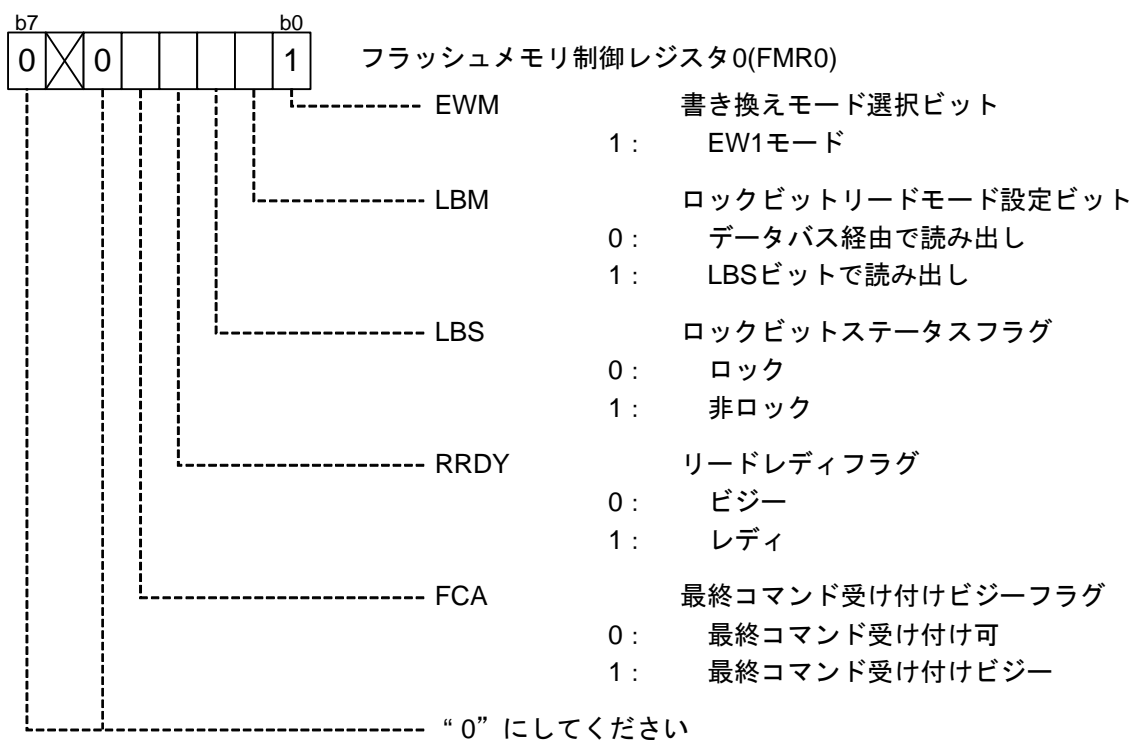 b7 b0
0 0 1 フラッシュメモリ制御レジスタ0(FMR0)
EWM 書き換えモード選択ビット
1： EW1モード
LBM ロックビットリードモード設定ビット
0： データバス経由で読み出し
1： LBSビットで読み出し
LBS ロックビットステータスフラグ
0： ロック
1： 非ロック
RRDY リードレディフラグ
0： ビジー
1： レディ
FCA 最終コマンド受け付けビジーフラグ
0： 最終コマンド受け付け可
1： 最終コマンド受け付けビジー
“0”にしてください